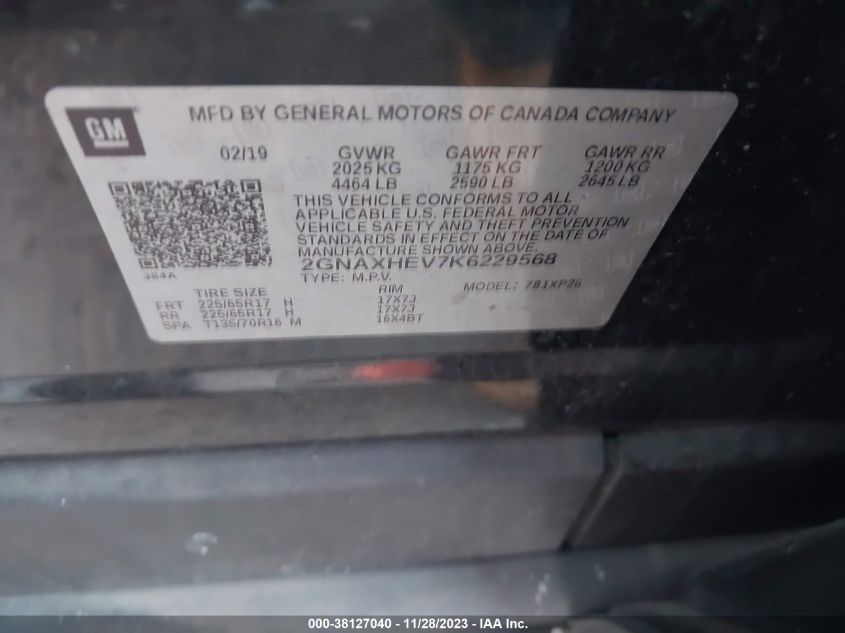 GM
MFD BY GENERAL MOTORS OF CANADA COMPANY
02/19 GVWR GAWR FRT GAWR RR
2025 KG 1175 KG 1200 KG
4464 LB 2590 LB 2645 LB
THIS VEHICLE CONFORMS TO ALL
APPLICABLE U.S. FEDERAL MOTOR
VEHICLE SAFETY AND THEFT PREVENTION
STANDARDS IN EFFECT ON THE DATE OF
MANUFACTURE SHOWN ABOVE.
2GNAXHEV7K6229568
384A
TYPE: M.P.V. MODEL: 781XP26
TIRE SIZE RIM
FRT 225/65R17 H 17X7J
RR 225/65R17 H 17X7J
SPA T135/70R16 M 16X4BT
000-38127040 - 11/28/2023 - IAA Inc.